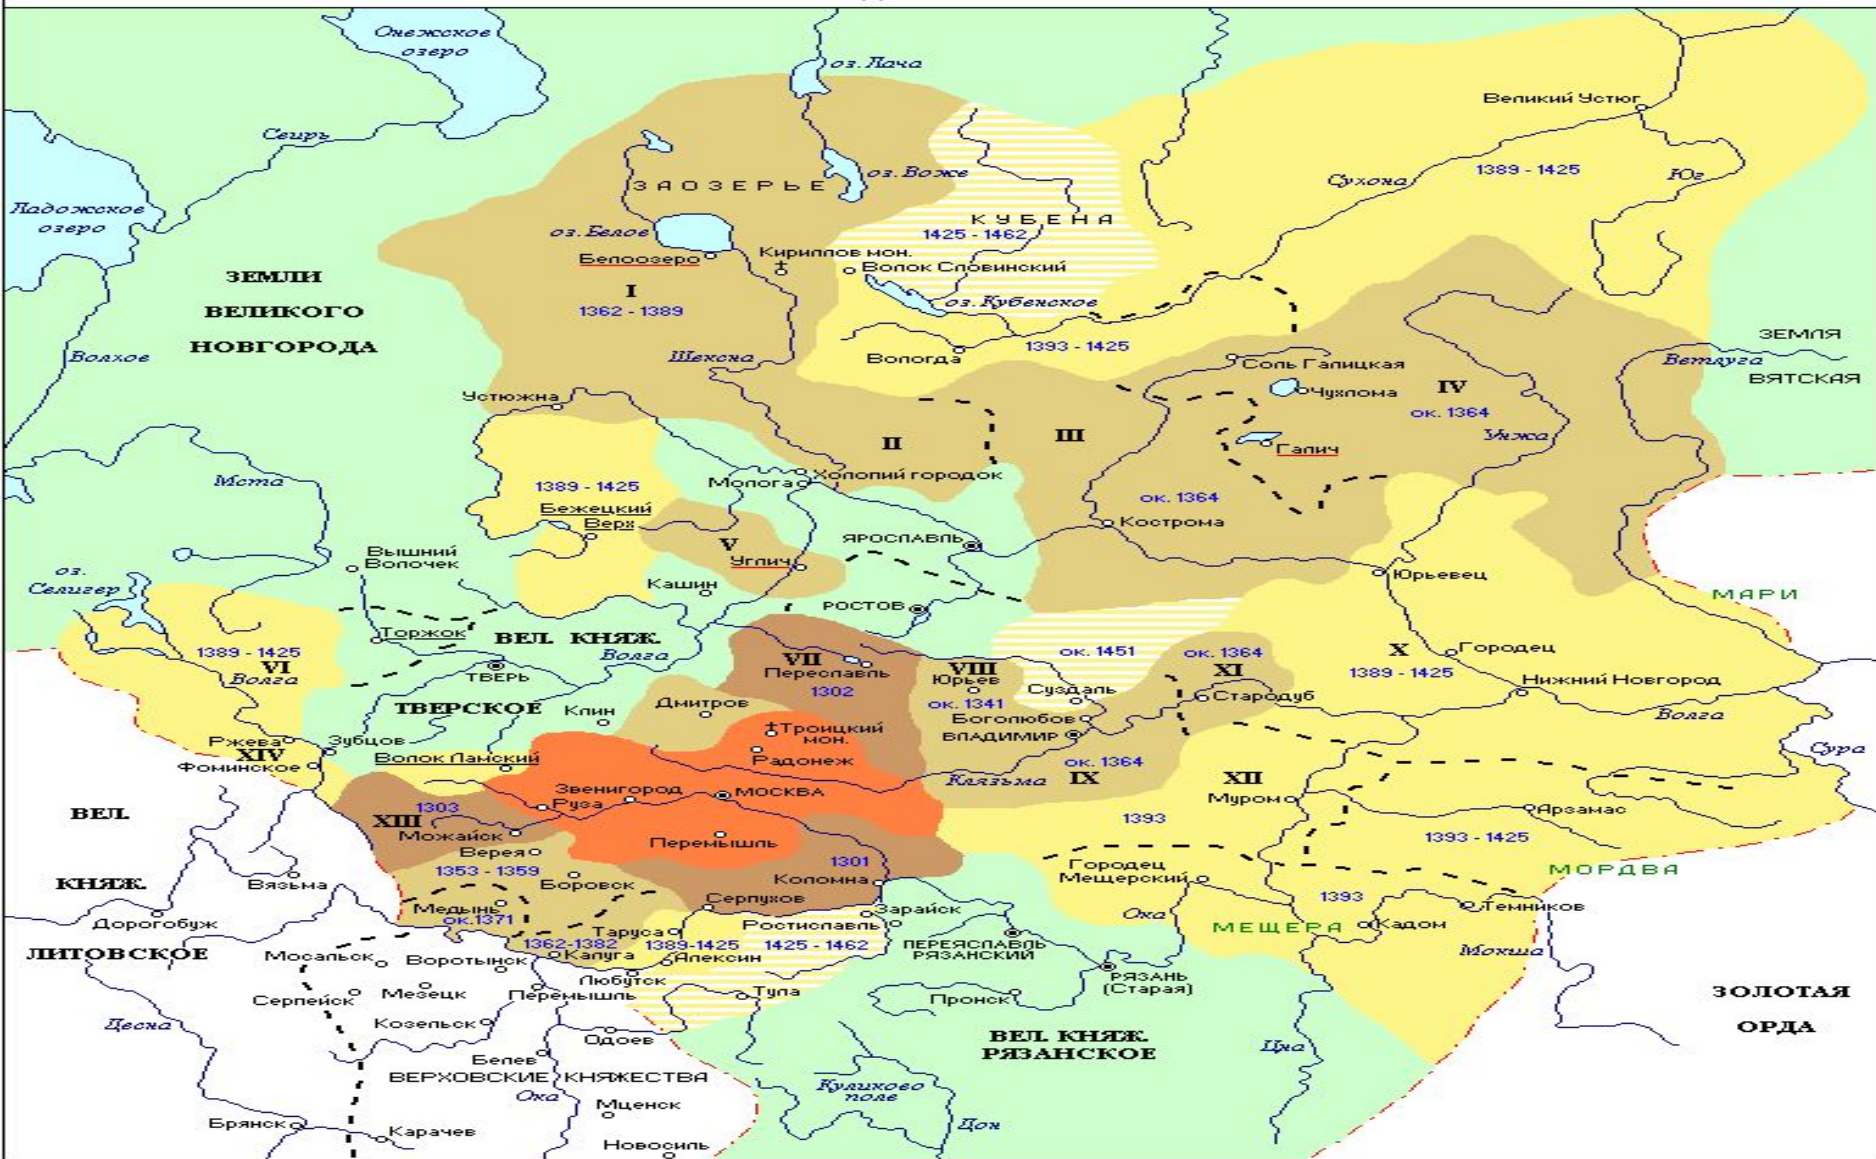 Онежское
озеро
оз. Лача
Великий Устюг
Свирь
Ладожское
озеро
ЗАОЗЕРЬЕ
оз. Воже
Сухона
1389 - 1425
Юг
КУБЕНА
1425 - 1462
оз. Белое
Белоозеро
Кириллов мон.
Волок Словинский
ЗЕМЛИ
ВЕЛИКОГО
НОВГОРОДА
I
1362 - 1389
оз. Кубенское
Волхов
Шексна
Вологда
1393 - 1425
ЗЕМЛЯ
ВЯТСКАЯ
Ветлуга
Соль Галицкая
Чухлома
IV
ок. 1364
Унжа
Галич
Устюжна
II
III
Молога
Холопий городок
Мста
1389 - 1425
Бежецкий
Верх
ок. 1364
Кострома
V
Углич
ЯРОСЛАВЛЬ
Вышний
Волочек
оз.
Селигер
Кашин
РОСТОВ
Юрьевец
МАРИ
Торжок
ВЕЛ. КНЯЖ.
Волга
1389 - 1425
VI
Волга
ТВЕРЬ
ТВЕРСКОЕ
Клин
Дмитров
VII
Переславль
1302
VIII
Юрьев
ок. 1341
ок. 1451
Суздаль
ок. 1364
XI
Стародуб
X
1389 - 1425
Городец
Нижний Новгород
Волга
Сура
Боголюбов
ВЛАДИМИР
Троицкий
мон.
Радонеж
Ржева
Зубцов
XIV
Фоминское
Волок Ламский
Клязьма
ок. 1364
IX
XII
Муром
Арзамас
1393
1393 - 1425
Звенигород
Руза
МОСКВА
1303
XIII
Можайск
Перемышль
Верея
1301
Коломна
1353 - 1359
Боровск
Медынь
ок.1371
Серпухов
Таруса
1362-1382
Калуга
1389-1425
Алексин
1425 - 1462
Ростиславль
Зарайск
Городец
Мещерский
Ока
1393
МЕЩЕРА
Кадом
Темников
МОРДВА
Мокша
ВЕЛ.
КНЯЖ.
ЛИТОВСКОЕ
Вязьма
Дорогобуж
Мосальск
Воротынск
Серпейск
Мезецк
Перемышль
Любутск
Козельск
Десна
Одоев
Белев
Тула
ПЕРЕЯСЛАВЛЬ
РЯЗАНСКИЙ
РЯЗАНЬ
(Старая)
Пронск
ВЕЛ. КНЯЖ.
РЯЗАНСКОЕ
Цна
ЗОЛОТАЯ
ОРДА
ВЕРХОВСКИЕ КНЯЖЕСТВА
Ока
Мценск
Новосиль
Брянск
Карачев
Куликово
поле
Дон